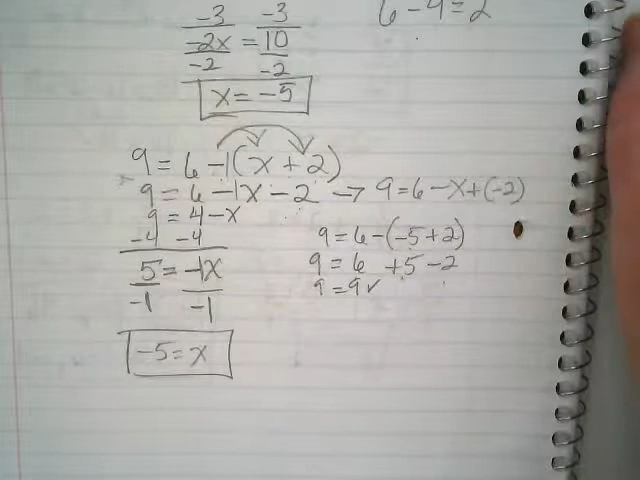 -3 -3
6-4=2
-2x = 10
-2 -2
x = -5
9 = 6 -1(x + 2)
9 = 6 -1x -2 → 9 = 6 - x + (-2)
9 = 4 - x
-4 -4
9 = 6 - (-5 + 2)
5 = -1x
9 = 6 + 5 - 2
-1 -1
9 = 9 ✓
-5 = x